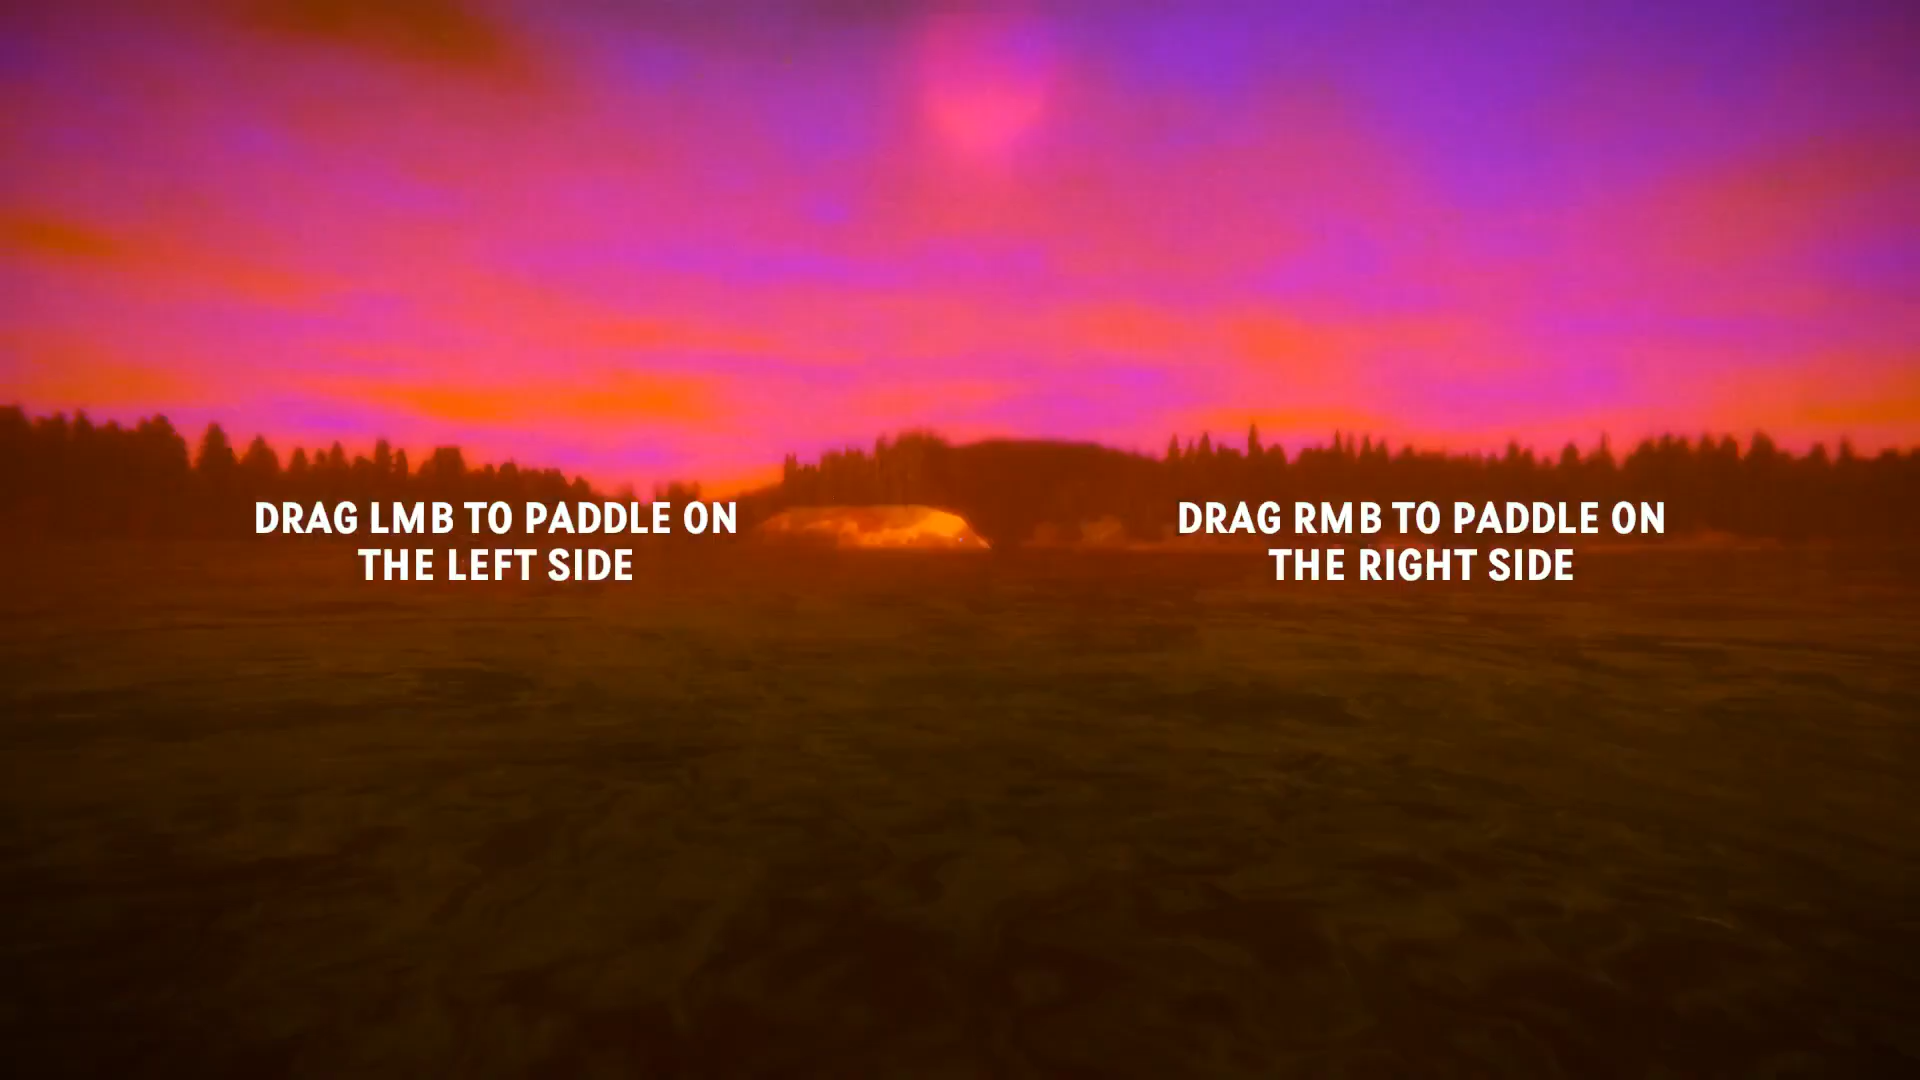 DRAG LMB TO PADDLE ON
THE LEFT SIDE
DRAG RMB TO PADDLE ON
THE RIGHT SIDE